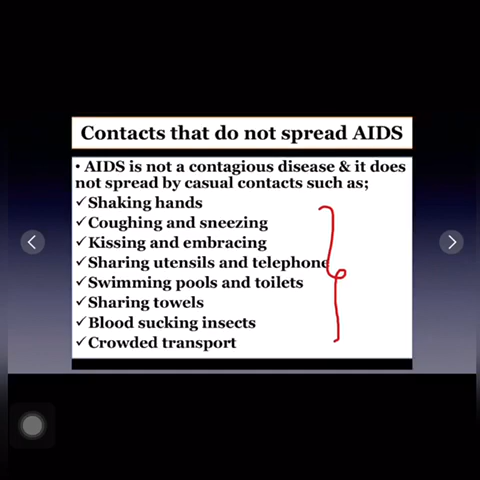 Contacts that do not spread AIDS
• AIDS is not a contagious disease & it does
not spread by casual contacts such as;
✓Shaking hands
✓Coughing and sneezing
✓Kissing and embracing
✓Sharing utensils and telephone
✓Swimming pools and toilets
✓Sharing towels
✓Blood sucking insects
✓Crowded transport